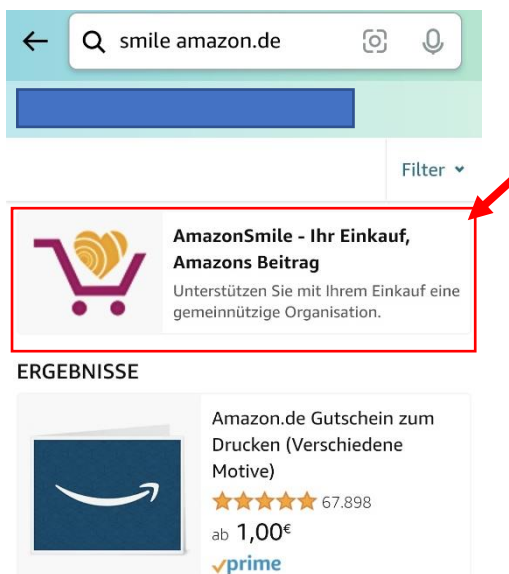 smile amazon.de
Filter
AmazonSmile - Ihr Einkauf,
Amazons Beitrag
Unterstützen Sie mit Ihrem Einkauf eine
gemeinnützige Organisation.
ERGEBNISSE
Amazon.de Gutschein zum
Drucken (Verschiedene
Motive)
67.898
ab 1,00€
prime